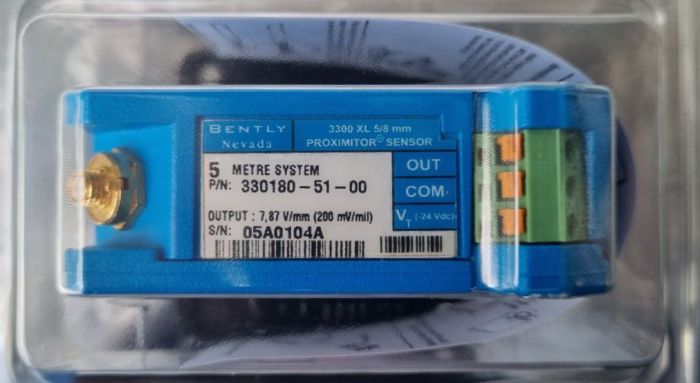 BENTLY
Nevada
3300 XL 5/8 mm
PROXIMITOR® SENSOR
5 METRE SYSTEM
P/N: 330180-51-00
OUTPUT : 7,87 V/mm (200 mV/mil)
S/N: 05A0104A
OUT
COM
VT (-24 Vdc)